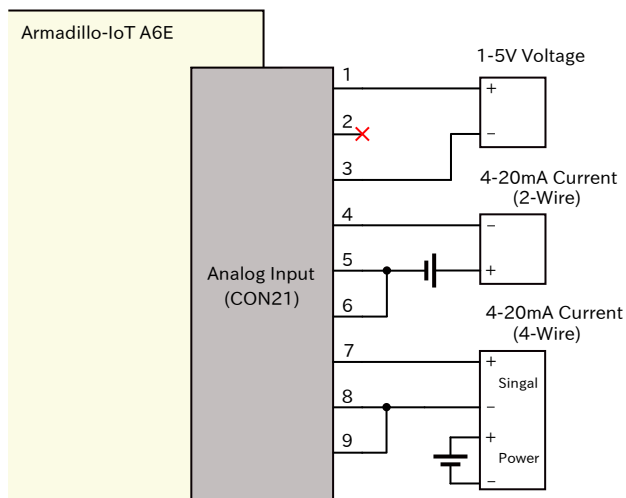 Armadillo-IoT A6E
Analog Input
(CON21)
1
2
3
4
5
6
7
8
9
1-5V Voltage
+
−
4-20mA Current
(2-Wire)
−
+
4-20mA Current
(4-Wire)
+
Singal
−
+
Power
−